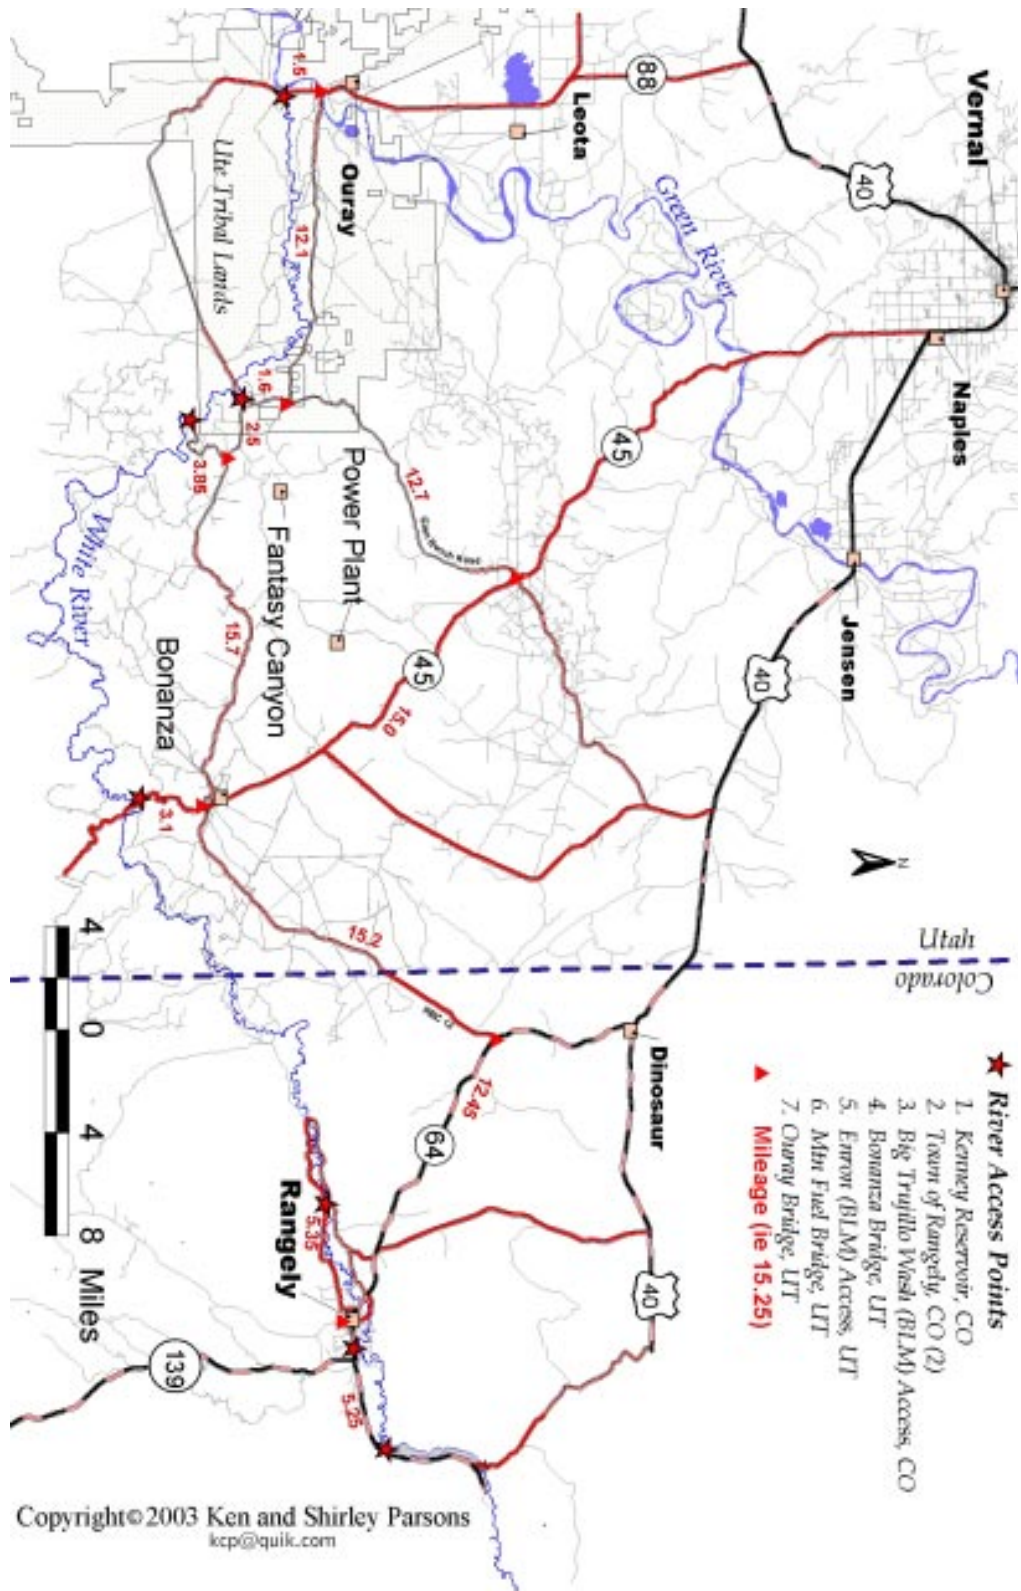 Vernal
40
88
Leota
1.5
Ouray
Green River
Ute Tribal Lands
12.1
Naples
45
1.6
2.5
3.85
12.7
Power Plant
Fantasy Canyon
White River
Jensen
40
15.7
Bonanza
45
15.0
3.1
N
Utah
Colorado
15.2
Dinosaur
12.45
64
Rangely
5.35
40
139
5.25
River Access Points
1. Kenney Reservoir, CO
2. Town of Rangely, CO (2)
3. Big Trujillo Wash (BLM) Access, CO
4. Bonanza Bridge, UT
5. Enron (BLM) Access, UT
6. Mtn Fuel Bridge, UT
7. Ouray Bridge, UT
Mileage (ie 15.25)
4 0 4 8 Miles
Copyright©2003 Ken and Shirley Parsons
kcp@quik.com